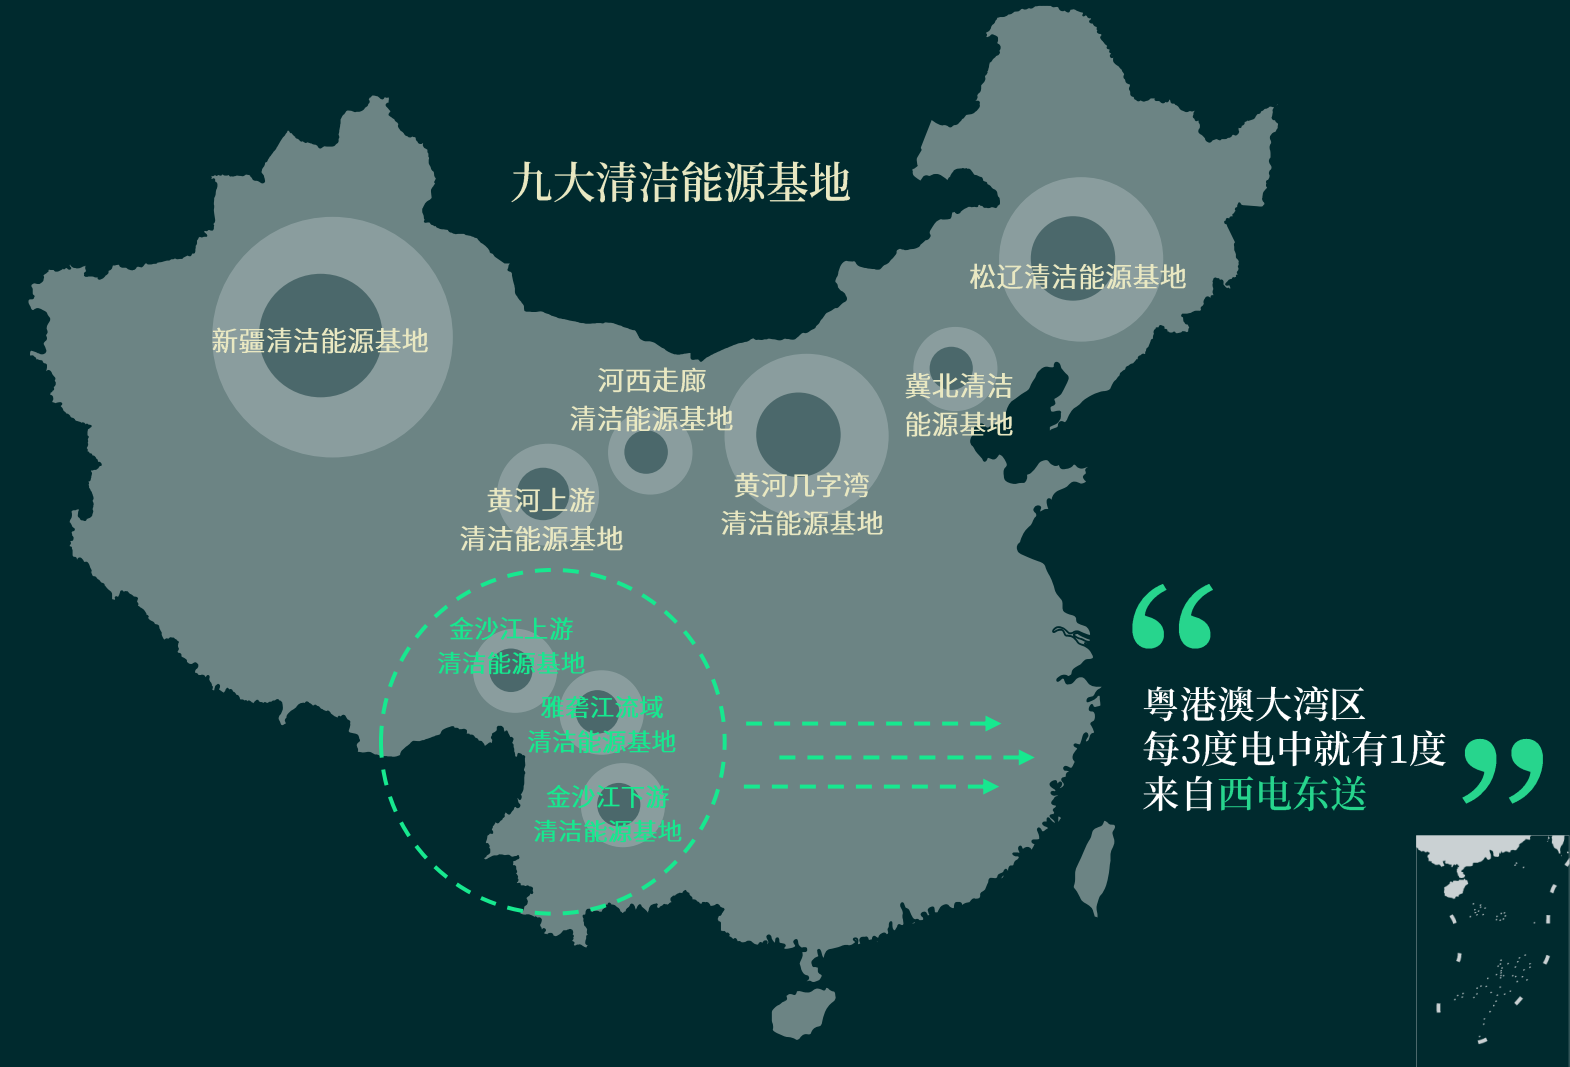 九大清洁能源基地
松辽清洁能源基地
新疆清洁能源基地
河西走廊
清洁能源基地
冀北清洁
能源基地
黄河几字湾
清洁能源基地
黄河上游
清洁能源基地
金沙江上游
清洁能源基地
雅砻江流域
清洁能源基地
金沙江下游
清洁能源基地
“
粤港澳大湾区
每3度电中就有1度
来自西电东送
”